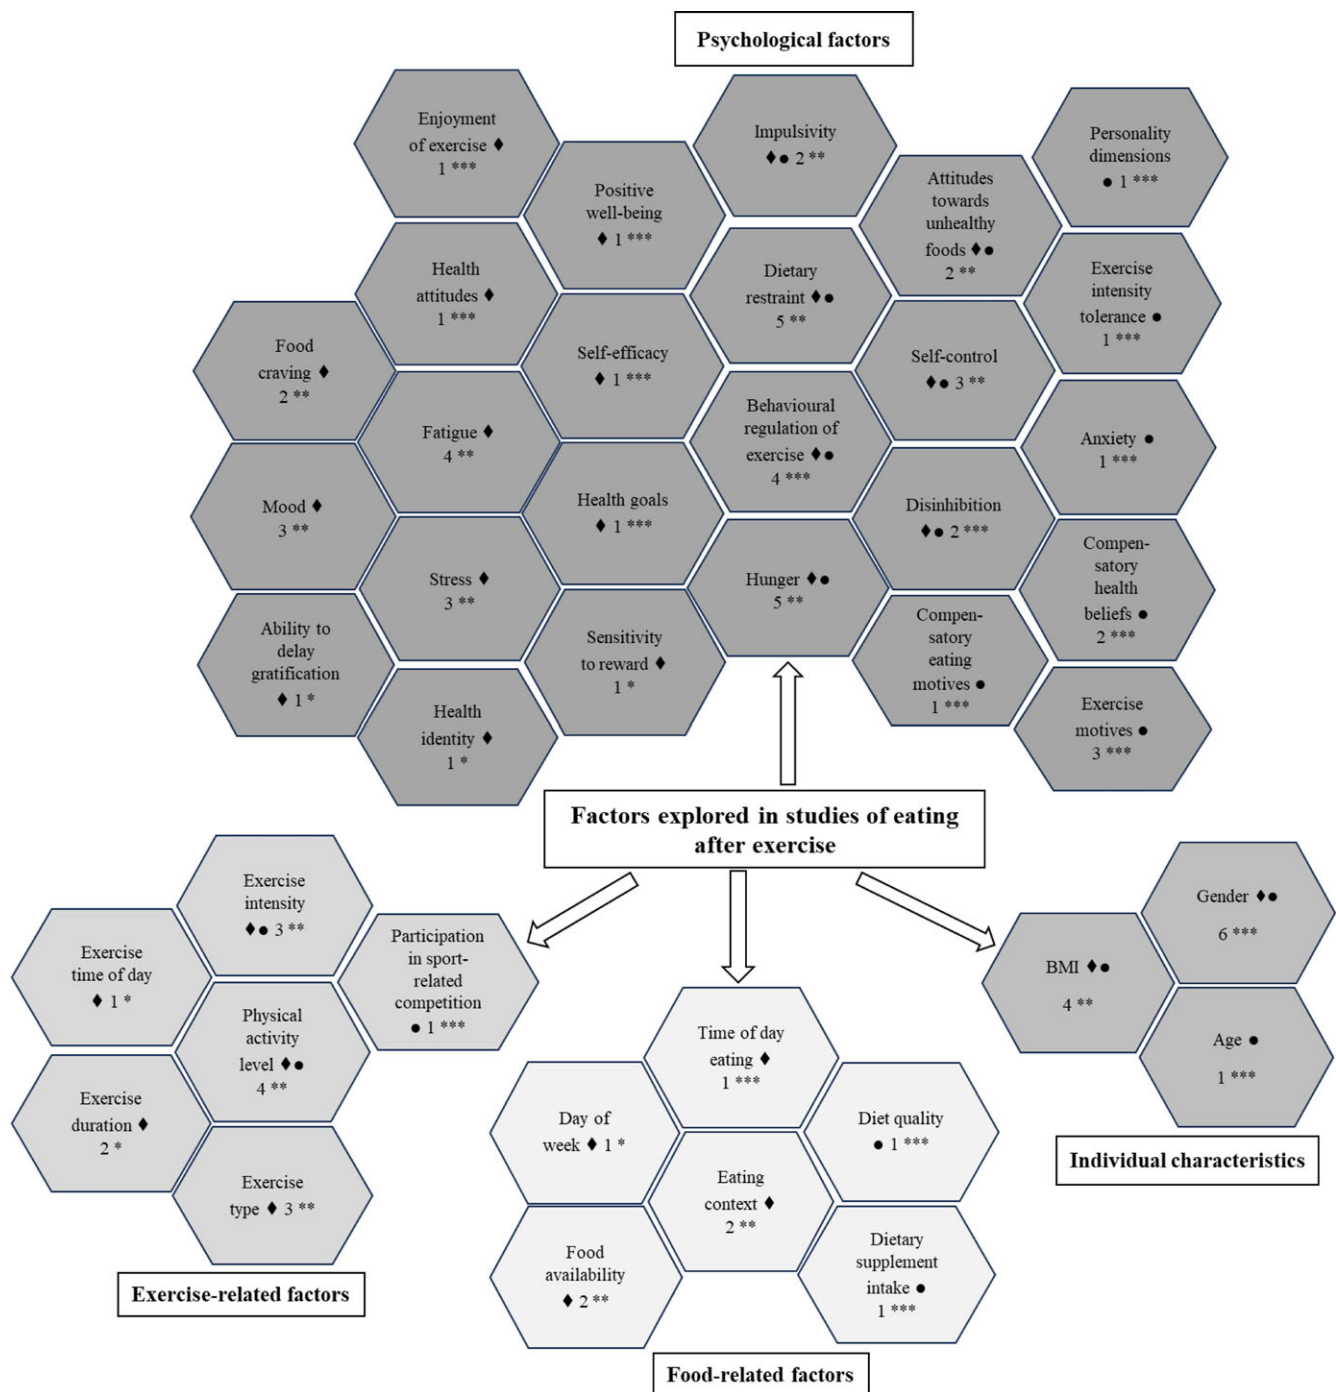 Psychological factors
Enjoyment
of exercise ♦
1 ***
Positive
well-being
♦ 1 ***
Impulsivity
♦● 2 **
Attitudes
towards
unhealthy
foods ♦●
2 **
Personality
dimensions
● 1 ***
Health
attitudes ♦
1 ***
Dietary
restraint ♦●
5 **
Exercise
intensity
tolerance ●
1 ***
Food
craving ♦
2 **
Self-efficacy
♦ 1 ***
Self-control
♦● 3 **
Fatigue ♦
4 **
Behavioural
regulation of
exercise ♦●
4 ***
Anxiety ●
1 ***
Mood ♦
3 **
Health goals
♦ 1 ***
Disinhibition
♦● 2 ***
Stress ♦
3 **
Hunger ♦●
5 **
Compen-
satory
health
beliefs ●
2 ***
Ability to
delay
gratification
♦ 1 *
Sensitivity
to reward ♦
1 *
Compen-
satory
eating
motives ●
1 ***
Health
identity ♦
1 *
Exercise
motives ●
3 ***
Factors explored in studies of eating
after exercise
Exercise
intensity
♦● 3 **
Exercise
time of day
♦ 1 *
Participation
in sport-
related
competition
● 1 ***
Physical
activity
level ♦●
4 **
Exercise
duration ♦
2 *
Exercise
type ♦ 3 **
Exercise-related factors
Time of day
eating ♦
1 ***
Day of
week ♦ 1 *
Diet quality
● 1 ***
Eating
context ♦
2 **
Food
availability
♦ 2 **
Dietary
supplement
intake ●
1 ***
Food-related factors
Gender ♦●
6 ***
BMI ♦●
4 **
Age ●
1 ***
Individual characteristics